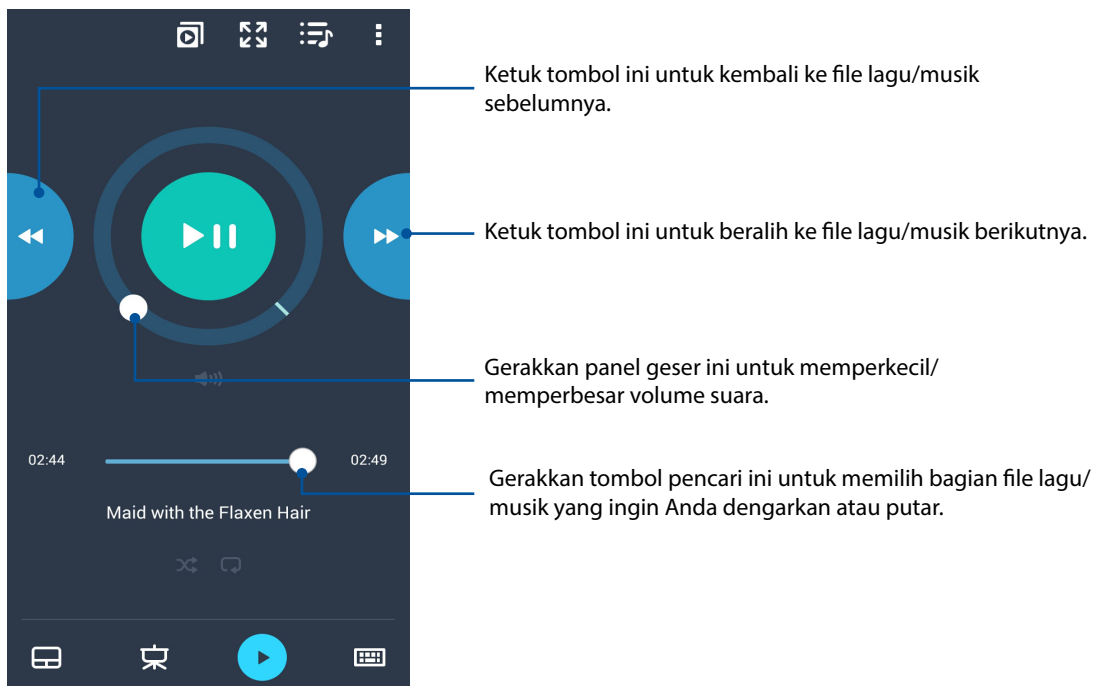 Ketuk tombol ini untuk kembali ke file lagu/musik
sebelumnya.
Ketuk tombol ini untuk beralih ke file lagu/musik berikutnya.
Gerakkan panel geser ini untuk memperkecil/
memperbesar volume suara.
02:44
02:49
Gerakkan tombol pencari ini untuk memilih bagian file lagu/
musik yang ingin Anda dengarkan atau putar.
Maid with the Flaxen Hair